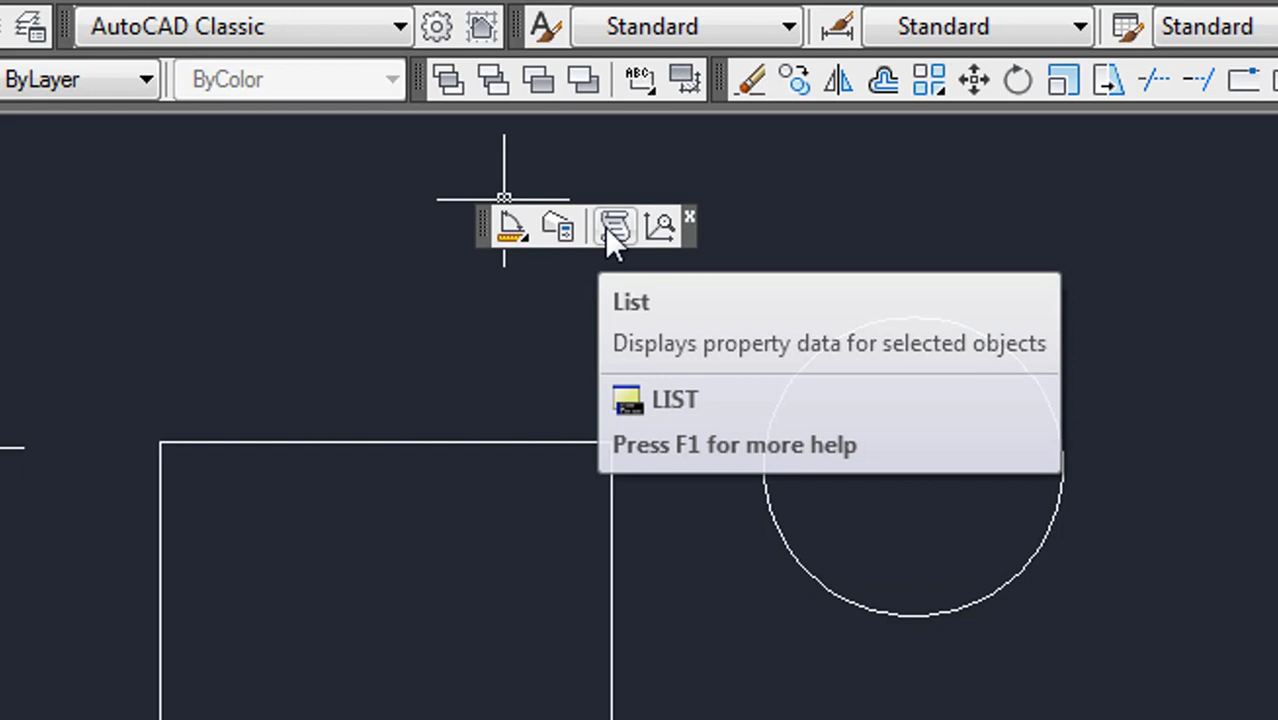 AutoCAD Classic
Standard
Standard
Standard
ByLayer
ByColor
ABC
List
Displays property data for selected objects
LIST
Press F1 for more help